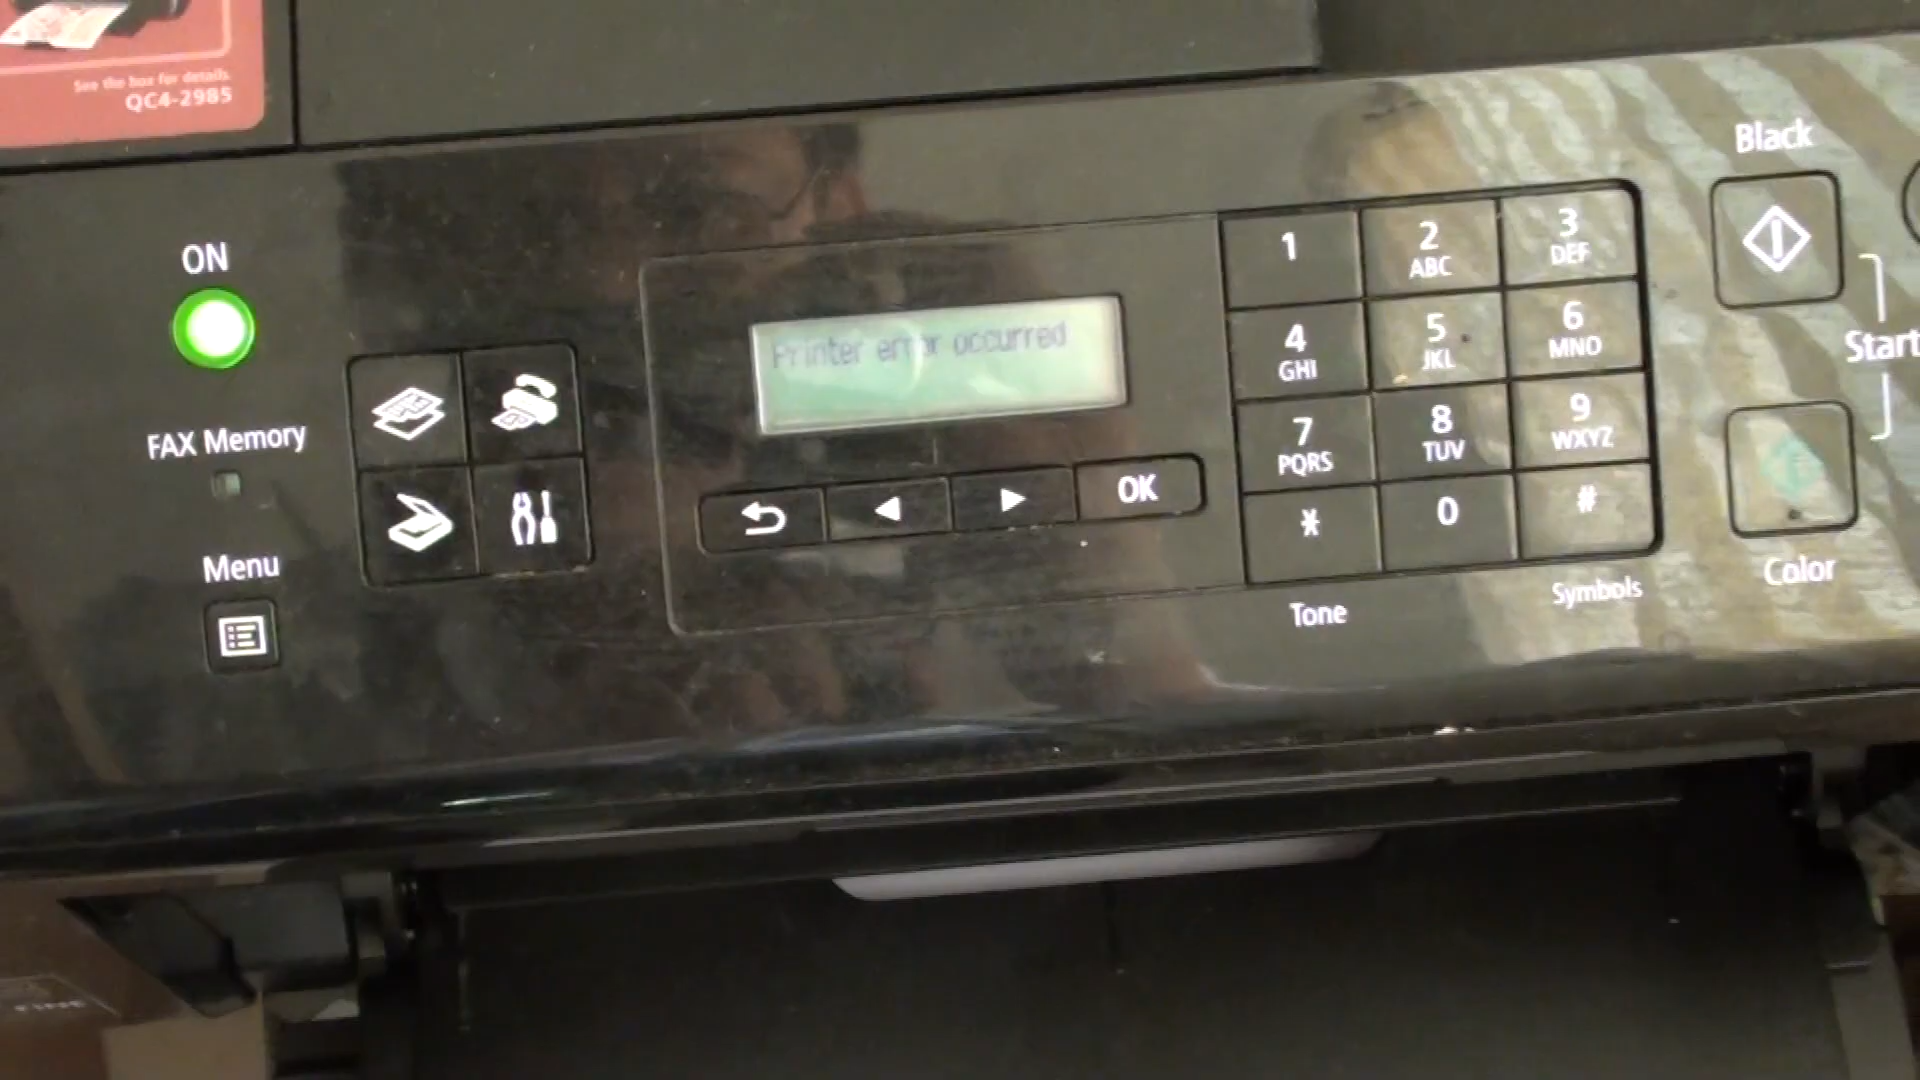 See the box for details.
QC4-2985
ON
FAX Memory
Menu
Printer error occurred
OK
1
2
ABC
3
DEF
4
GHI
5
JKL
6
MNO
7
PQRS
8
TUV
9
WXYZ
*
0
#
Tone
Symbols
Black
Start
Color
FINE